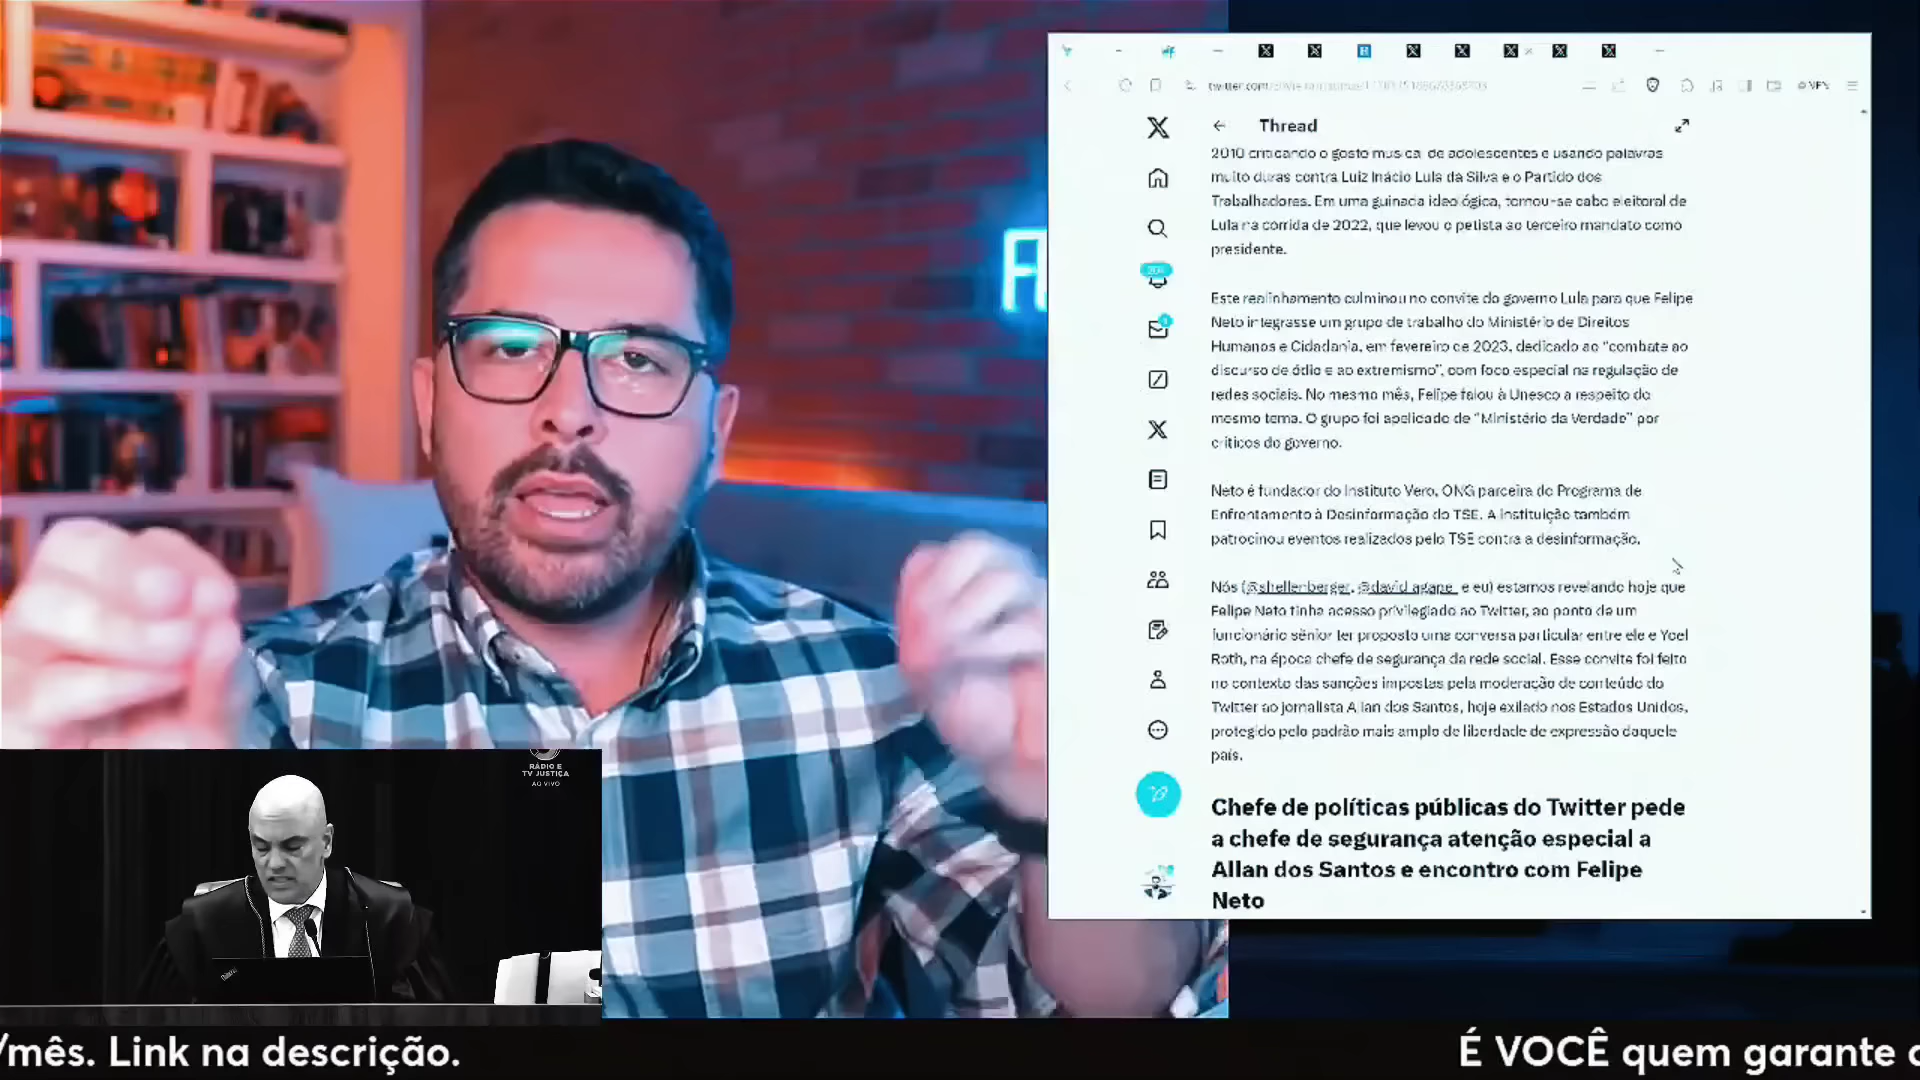 twitter.com
VPN
Thread
2010 criticando o gosto musical de adolescentes e usando palavras
muito duras contra Luiz Inácio Lula da Silva e o Partido dos
Trabalhadores. Em uma guinada ideológica, tornou-se cabo eleitoral de
Lula na corrida de 2022, que levou o petista ao terceiro mandato como
presidente.
Este realinhamento culminou no convite do governo Lula para que Felipe
Neto integrasse um grupo de trabalho do Ministério de Direitos
Humanos e Cidadania, em fevereiro de 2023, dedicado ao “combate ao
discurso de ódio e ao extremismo”, com foco especial na regulação de
redes sociais. No mesmo mês, Felipe falou à Unesco a respeito do
mesmo tema. O grupo foi apelicado de “Ministério da Verdade” por
críticos do governo.
Neto é fundador do Instituto Vero, ONG parceira do Programa de
Enfrentamento à Desinformação do TSE. A instituição também
patrocinou eventos realizados pelo TSE contra a desinformação.
Nós (@shellenberger, @david_agape_ e eu) estamos revelando hoje que
Felipe Neto tinha acesso privilegiado ao Twitter, ao ponto de um
funcionário sênior ter proposto uma conversa particular entre ele e Yoel
Roth, na época chefe de segurança da rede social. Esse convite foi feito
no contexto das sanções impostas pela moderação de conteúdo do
Twitter ao jornalista Allan dos Santos, hoje exilado nos Estados Unidos,
protegido pelo padrão mais amplo de liberdade de expressão daquele
país.
Chefe de políticas públicas do Twitter pede
a chefe de segurança atenção especial a
Allan dos Santos e encontro com Felipe
Neto
RÁDIO E
TV JUSTIÇA
AO VIVO
/mês. Link na descrição.
É VOCÊ quem garante